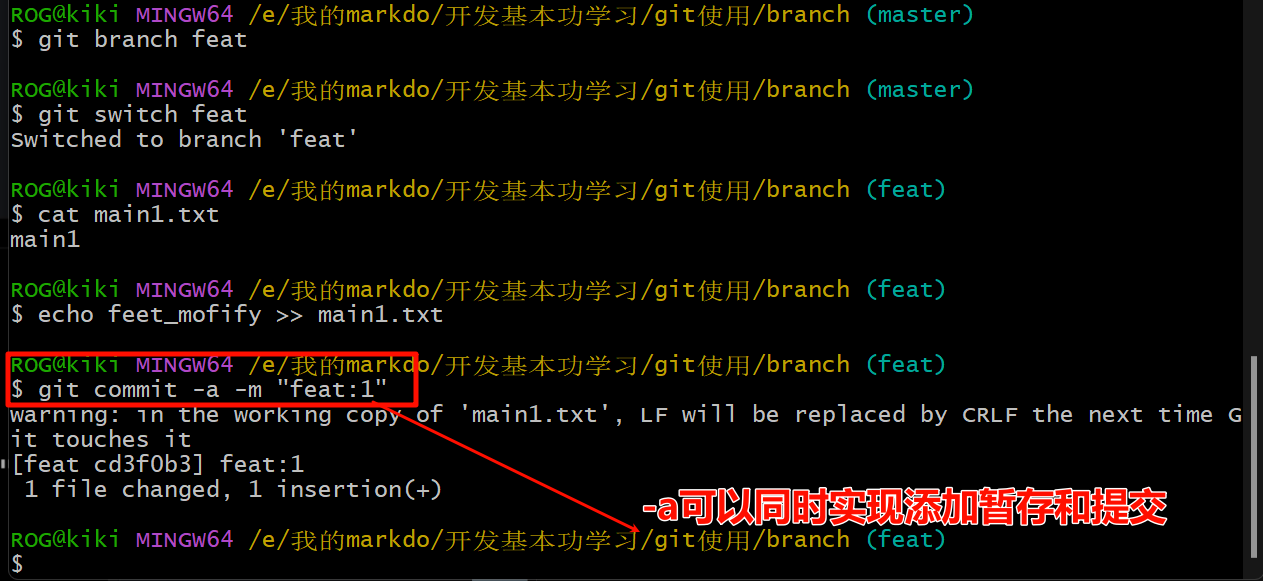 ROG@kiki MINGW64 /e/我的markdo/开发基本功学习/git使用/branch (master)
$ git branch feat
ROG@kiki MINGW64 /e/我的markdo/开发基本功学习/git使用/branch (master)
$ git switch feat
Switched to branch 'feat'
ROG@kiki MINGW64 /e/我的markdo/开发基本功学习/git使用/branch (feat)
$ cat main1.txt
main1
ROG@kiki MINGW64 /e/我的markdo/开发基本功学习/git使用/branch (feat)
$ echo feet_mofify >> main1.txt
ROG@kiki MINGW64 /e/我的markdo/开发基本功学习/git使用/branch (feat)
$ git commit -a -m "feat:1"
warning: in the working copy of 'main1.txt', LF will be replaced by CRLF the next time G
it touches it
[feat cd3f0b3] feat:1
1 file changed, 1 insertion(+)
-a可以同时实现添加暂存和提交
ROG@kiki MINGW64 /e/我的markdo/开发基本功学习/git使用/branch (feat)
$